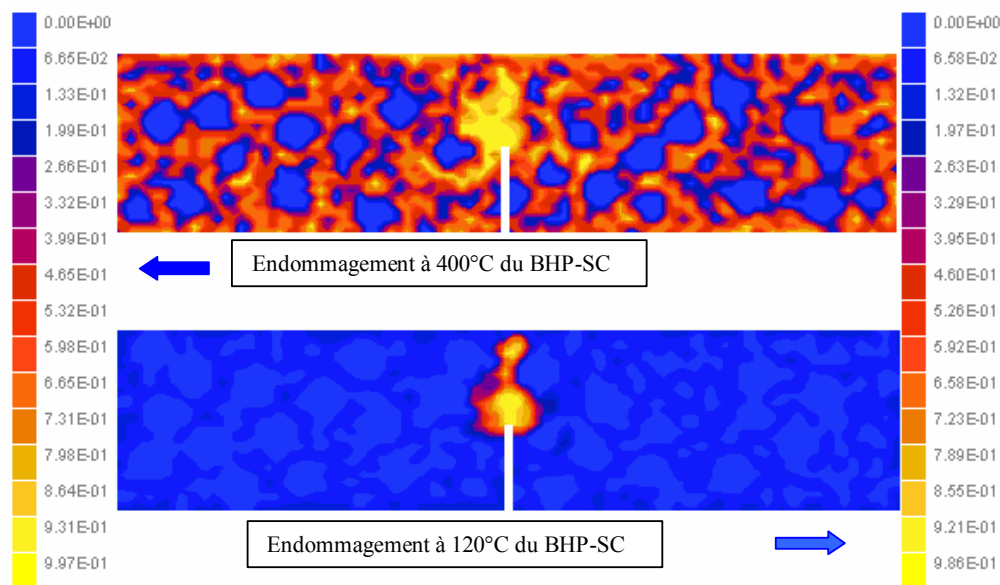 0.00E+00
6.65E-02
1.33E-01
1.99E-01
2.66E-01
3.32E-01
3.99E-01
4.65E-01
5.32E-01
5.98E-01
6.65E-01
7.31E-01
7.98E-01
8.64E-01
9.31E-01
9.97E-01
Endommagement à 400°C du BHP-SC
Endommagement à 120°C du BHP-SC
0.00E+00
6.58E-02
1.32E-01
1.97E-01
2.63E-01
3.29E-01
3.95E-01
4.60E-01
5.26E-01
5.92E-01
6.58E-01
7.23E-01
7.89E-01
8.55E-01
9.21E-01
9.86E-01